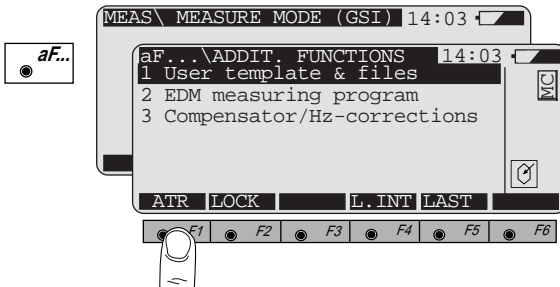 MEAS\ MEASURE MODE (GSI) 14:03
aF...
aF...\ADDIT. FUNCTIONS 14:03
1 User template & files
2 EDM measuring program
3 Compensator/Hz-corrections
MC
ATR LOCK L.INT LAST
F1 F2 F3 F4 F5 F6